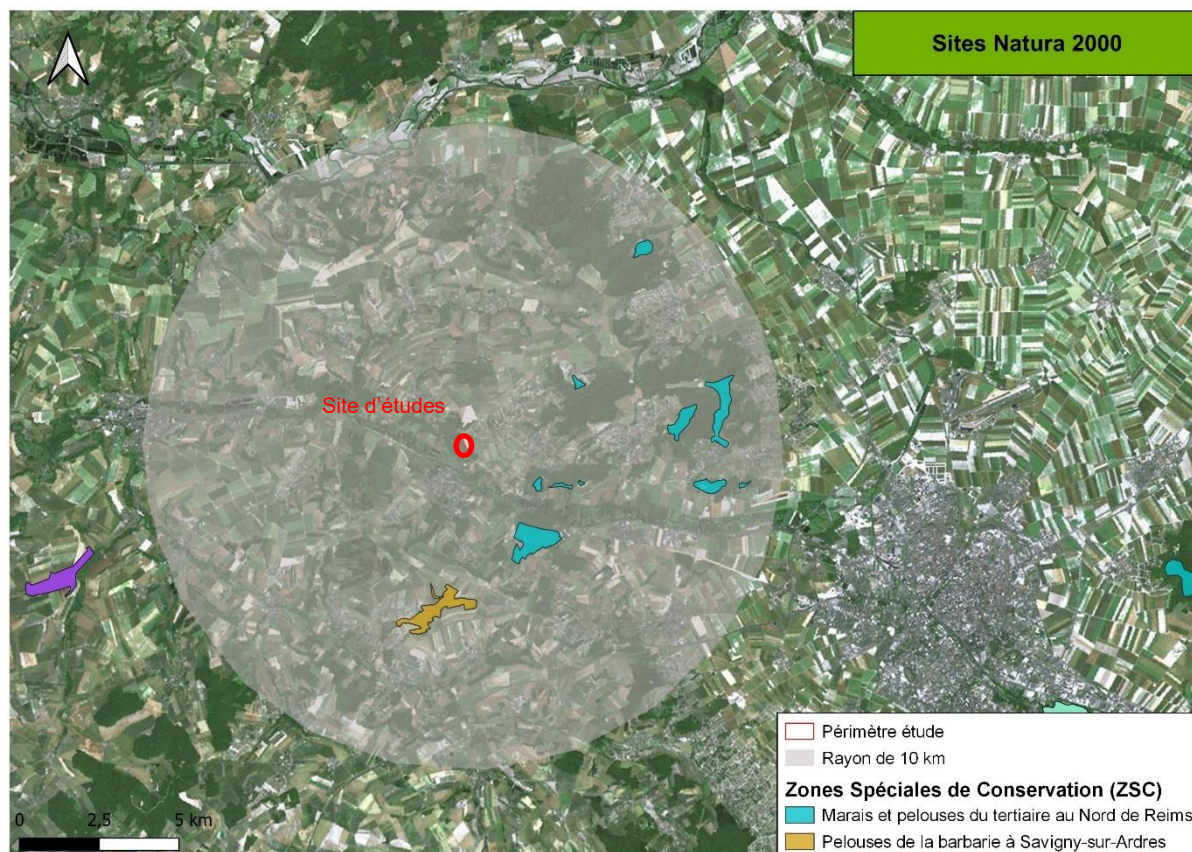 Sites Natura 2000
Site d'études
Périmètre étude
Rayon de 10 km
Zones Spéciales de Conservation (ZSC)
Marais et pelouses du tertiaire au Nord de Reims
Pelouses de la barbarie à Savigny-sur-Ardres
0 2,5 5 km